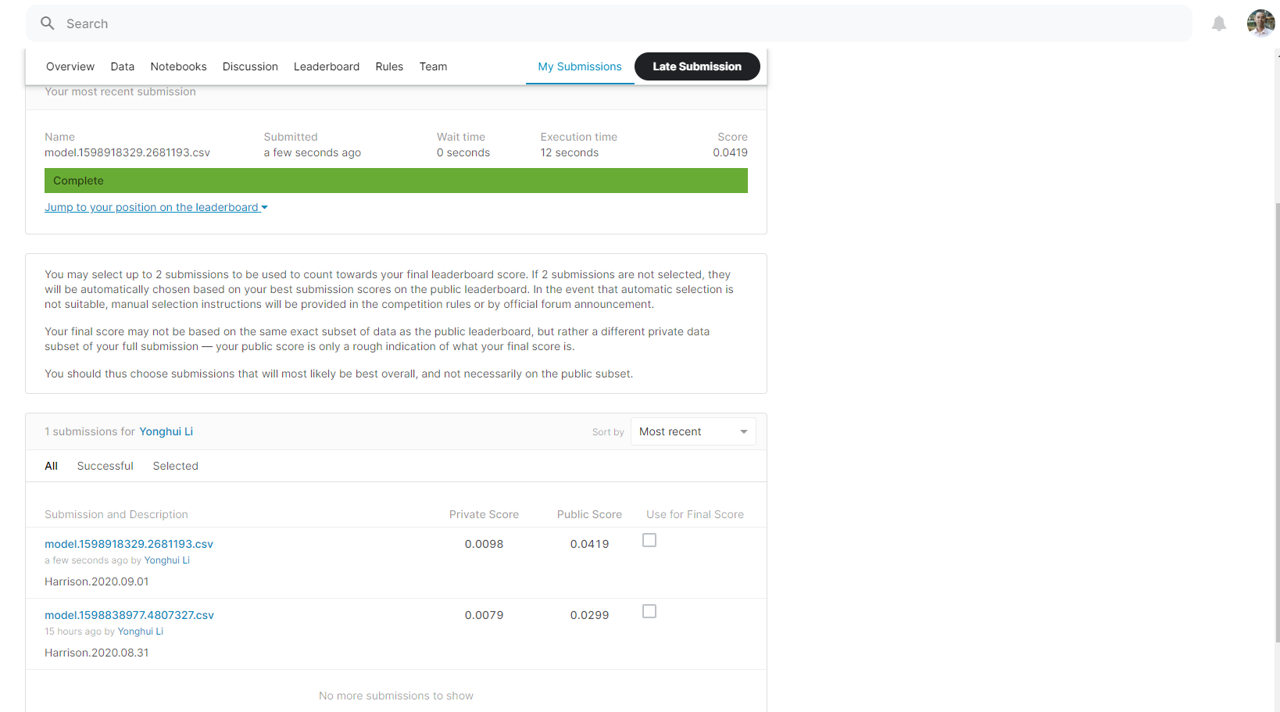 Search
Overview Data Notebooks Discussion Leaderboard Rules Team My Submissions Late Submission
Your most recent submission
Name Submitted Wait time Execution time Score
model.1598918329.2681193.csv a few seconds ago 0 seconds 12 seconds 0.0419
Complete
Jump to your position on the leaderboard
You may select up to 2 submissions to be used to count towards your final leaderboard score. If 2 submissions are not selected, they
will be automatically chosen based on your best submission scores on the public leaderboard. In the event that automatic selection is
not suitable, manual selection instructions will be provided in the competition rules or by official forum announcement.
Your final score may not be based on the same exact subset of data as the public leaderboard, but rather a different private data
subset of your full submission — your public score is only a rough indication of what your final score is.
You should thus choose submissions that will most likely be best overall, and not necessarily on the public subset.
1 submissions for Yonghui Li Sort by Most recent
All Successful Selected
Submission and Description Private Score Public Score Use for Final Score
model.1598918329.2681193.csv 0.0098 0.0419
a few seconds ago by Yonghui Li
Harrison.2020.09.01
model.1598838977.4807327.csv 0.0079 0.0299
15 hours ago by Yonghui Li
Harrison.2020.08.31
No more submissions to show